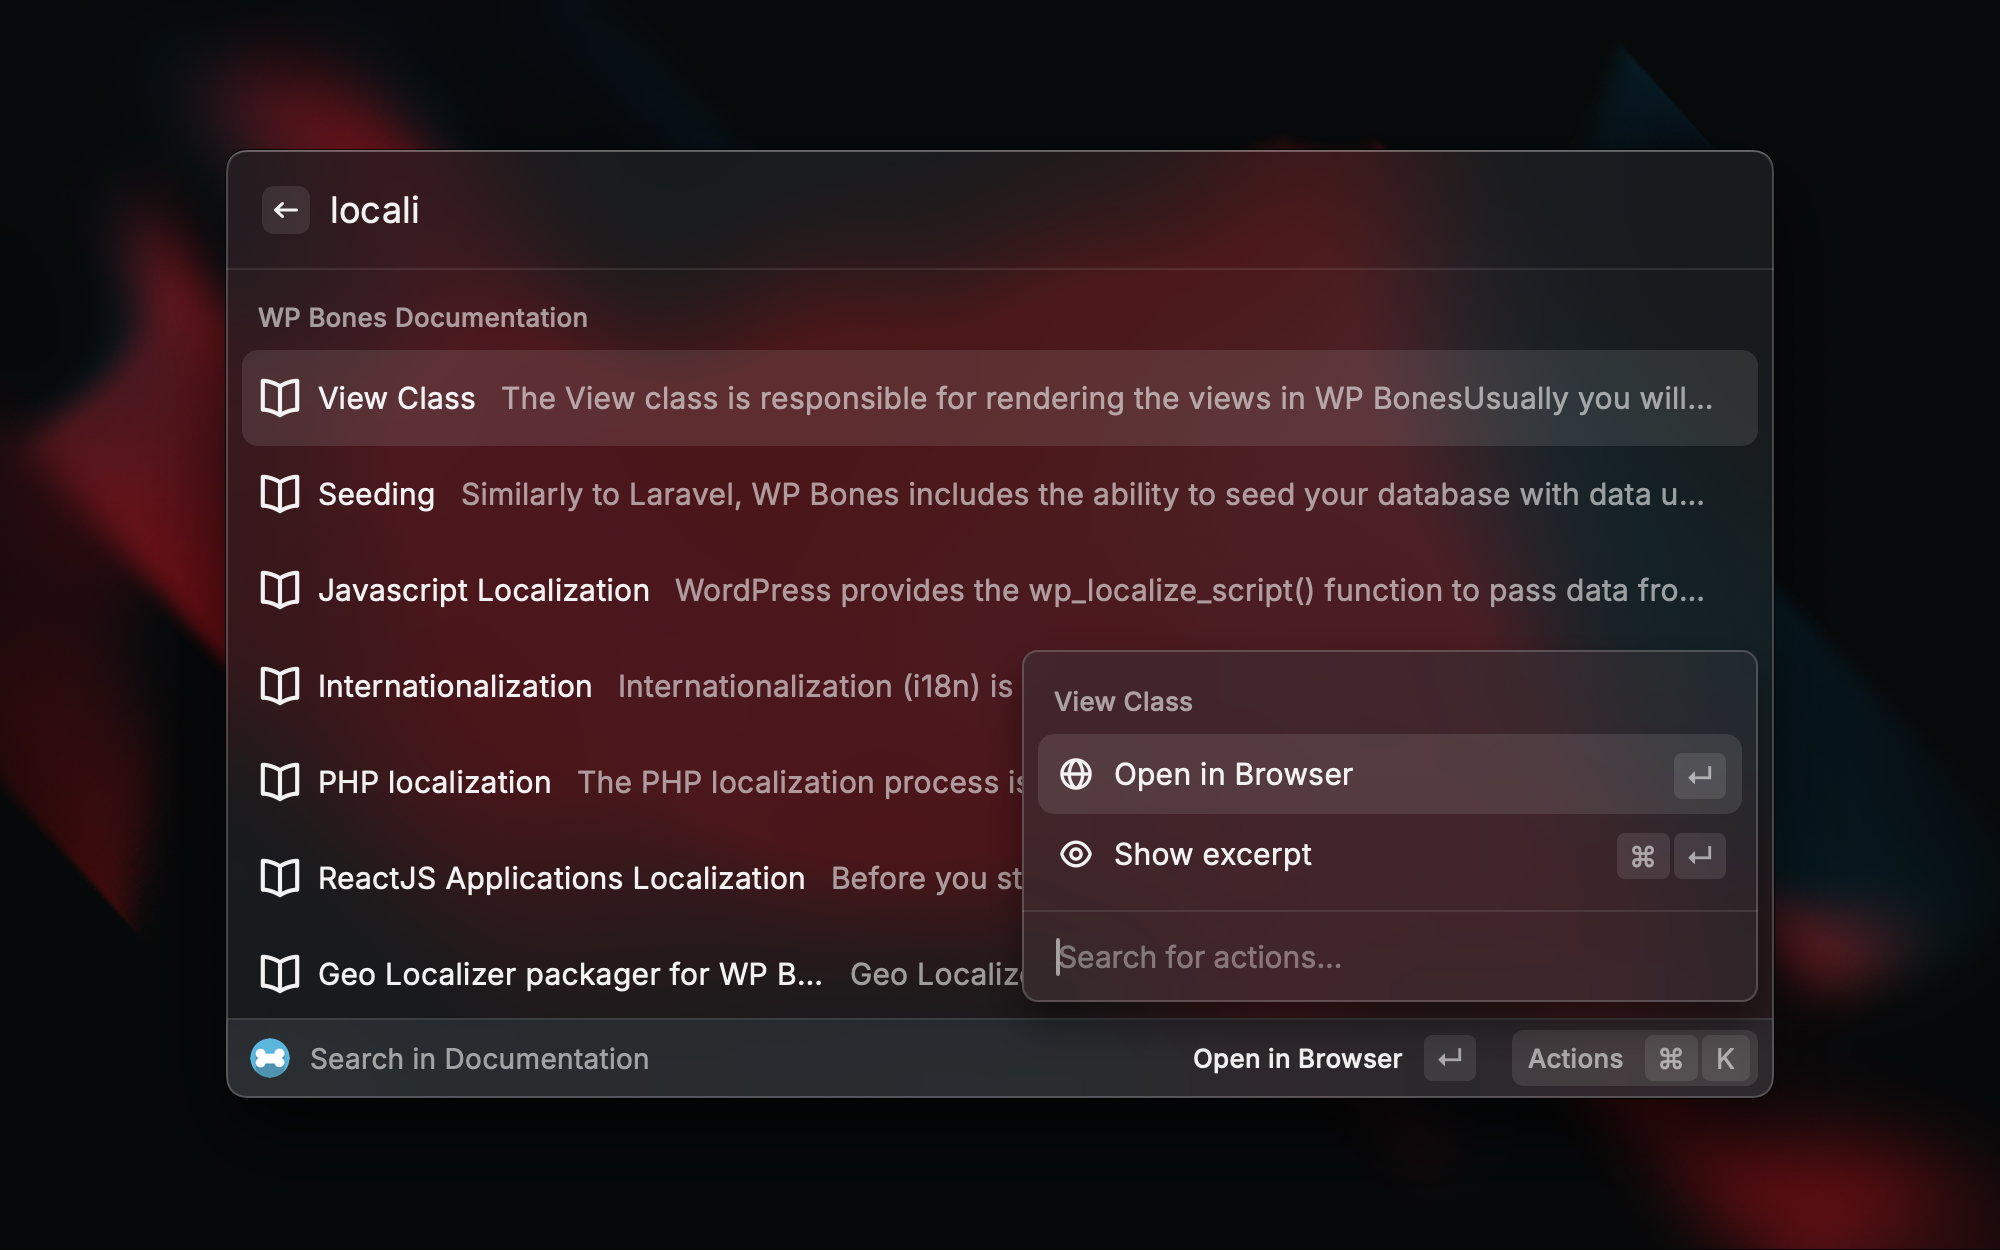 locali
WP Bones Documentation
View Class The View class is responsible for rendering the views in WP BonesUsually you will...
Seeding Similarly to Laravel, WP Bones includes the ability to seed your database with data u...
Javascript Localization WordPress provides the wp_localize_script() function to pass data fro...
Internationalization Internationalization (i18n) is
PHP localization The PHP localization process is
ReactJS Applications Localization Before you st
Geo Localizer packager for WP B... Geo Localize
View Class
Open in Browser ↵
Show excerpt ⌘ ↵
Search for actions...
Search in Documentation Open in Browser ↵ Actions ⌘ K